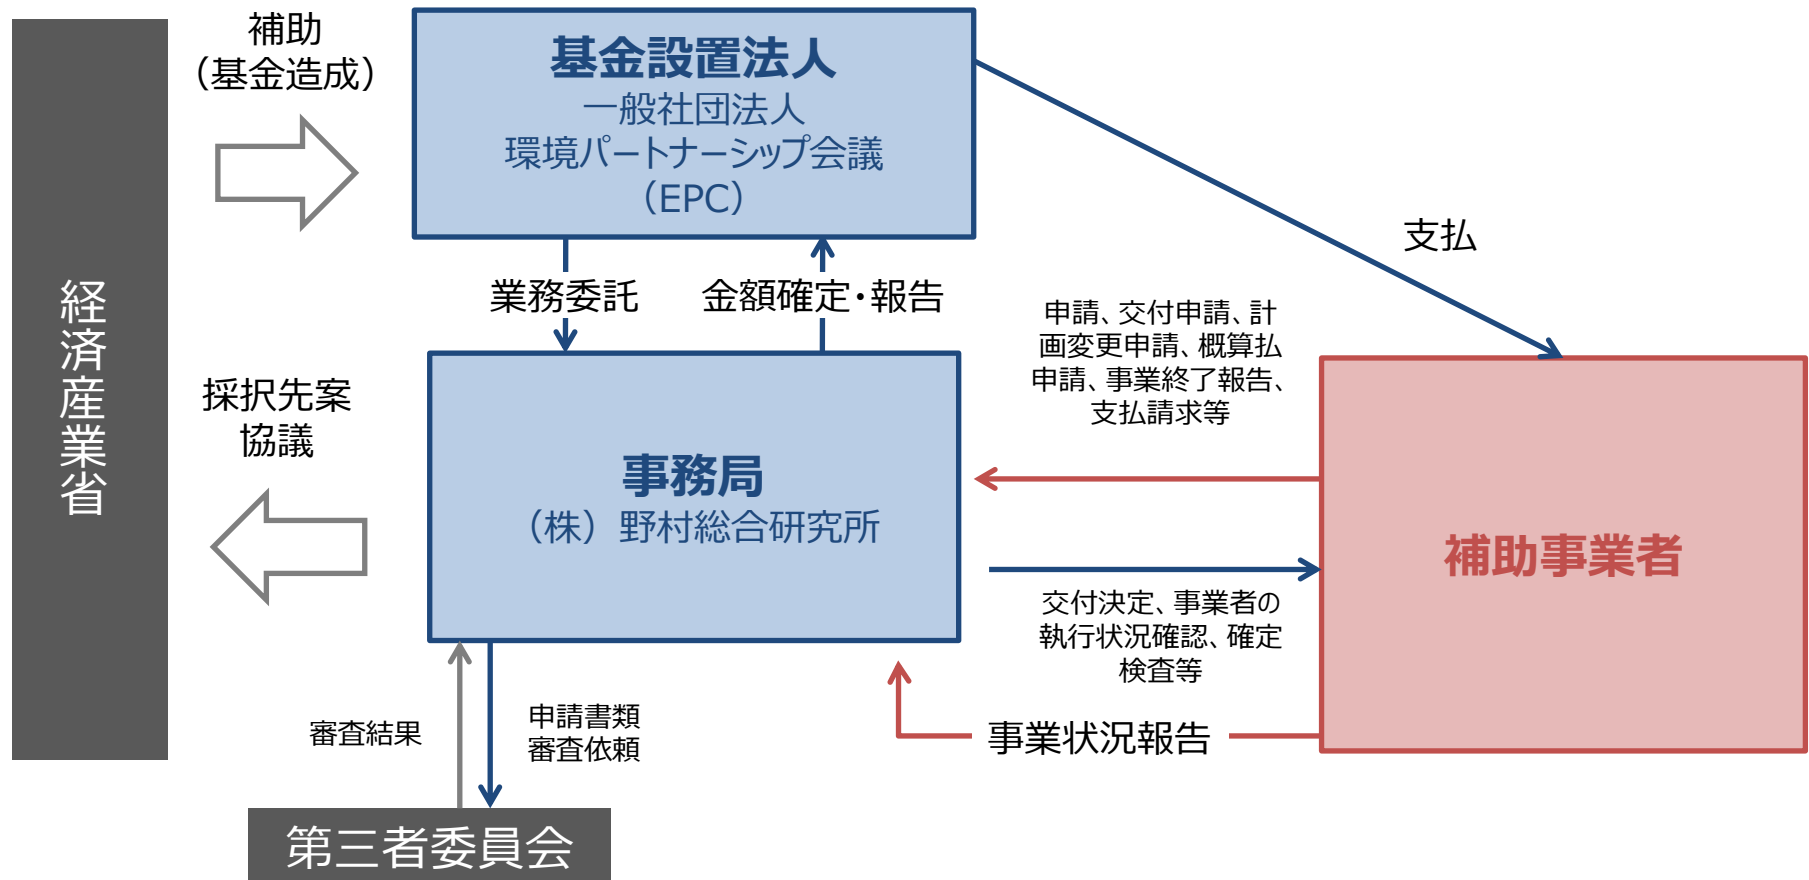 経済産業省
補助
（基金造成）
基金設置法人
一般社団法人
環境パートナーシップ会議
（EPC）
支払
業務委託
金額確定・報告
申請、交付申請、計
画変更申請、概算払
申請、事業終了報告、
支払請求等
採択先案
協議
事務局
（株）野村総合研究所
補助事業者
交付決定、事業者の
執行状況確認、確定
検査等
審査結果
申請書類
審査依頼
事業状況報告
第三者委員会